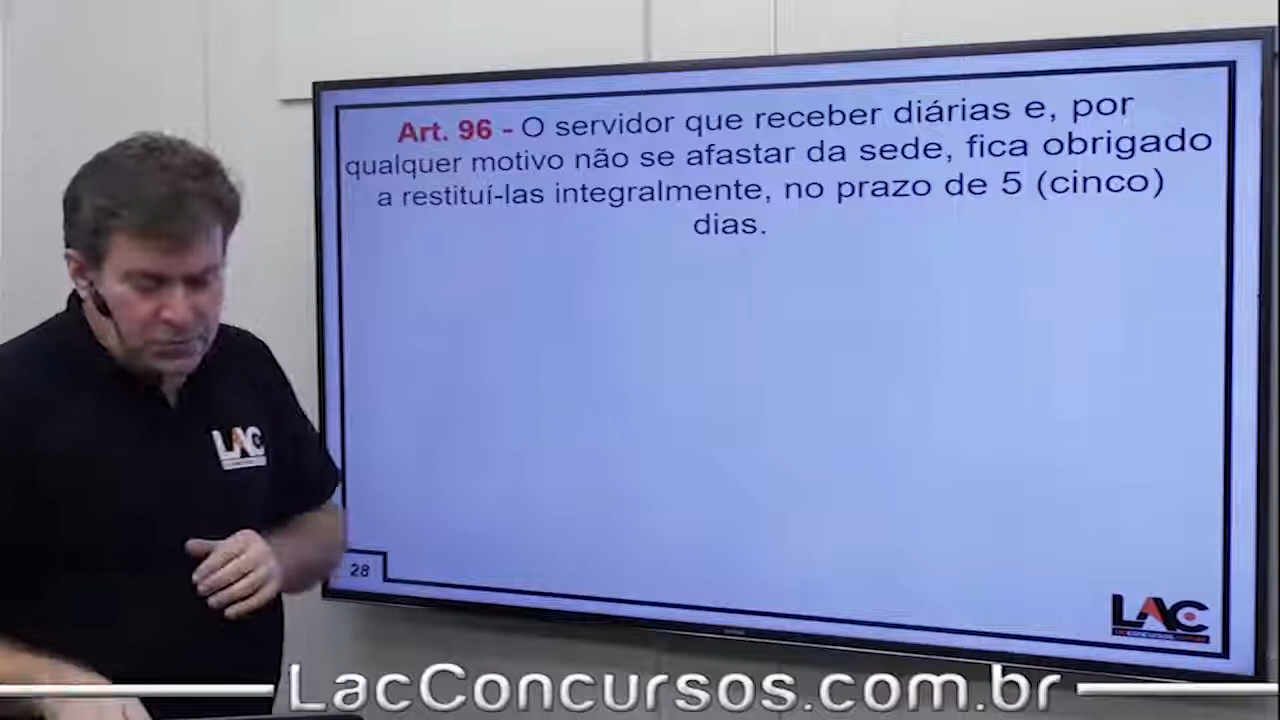 Art. 96 - O servidor que receber diárias e, por
qualquer motivo não se afastar da sede, fica obrigado
a restituí-las integralmente, no prazo de 5 (cinco)
dias.
LAC
28
LAC
LacConcursos.com.br